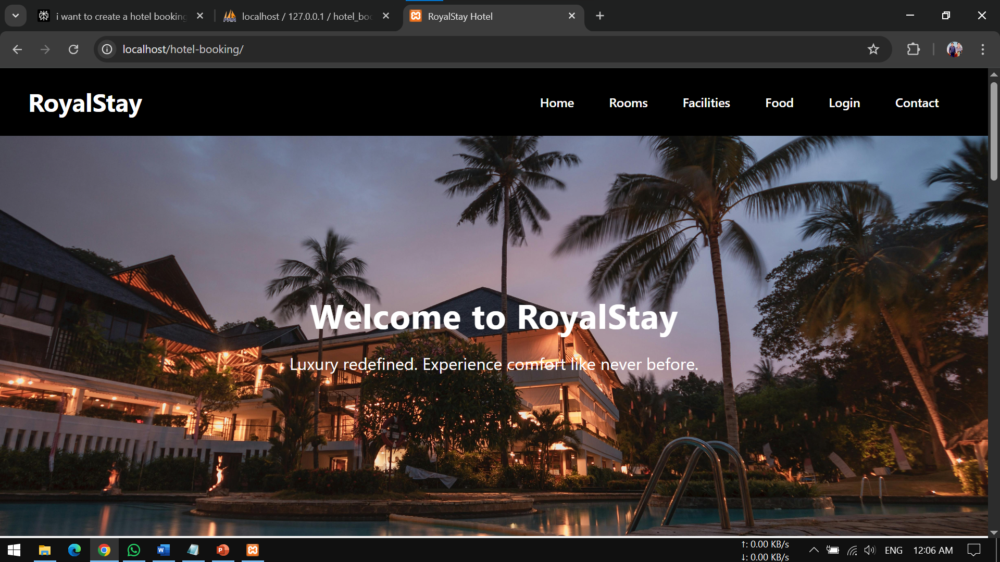 i want to create a hotel booking
localhost / 127.0.0.1 / hotel_boo
RoyalStay Hotel
localhost/hotel-booking/
RoyalStay
Home Rooms Facilities Food Login Contact
Welcome to RoyalStay
Luxury redefined. Experience comfort like never before.
↑: 0.00 KB/s
↓: 0.00 KB/s
ENG 12:06 AM